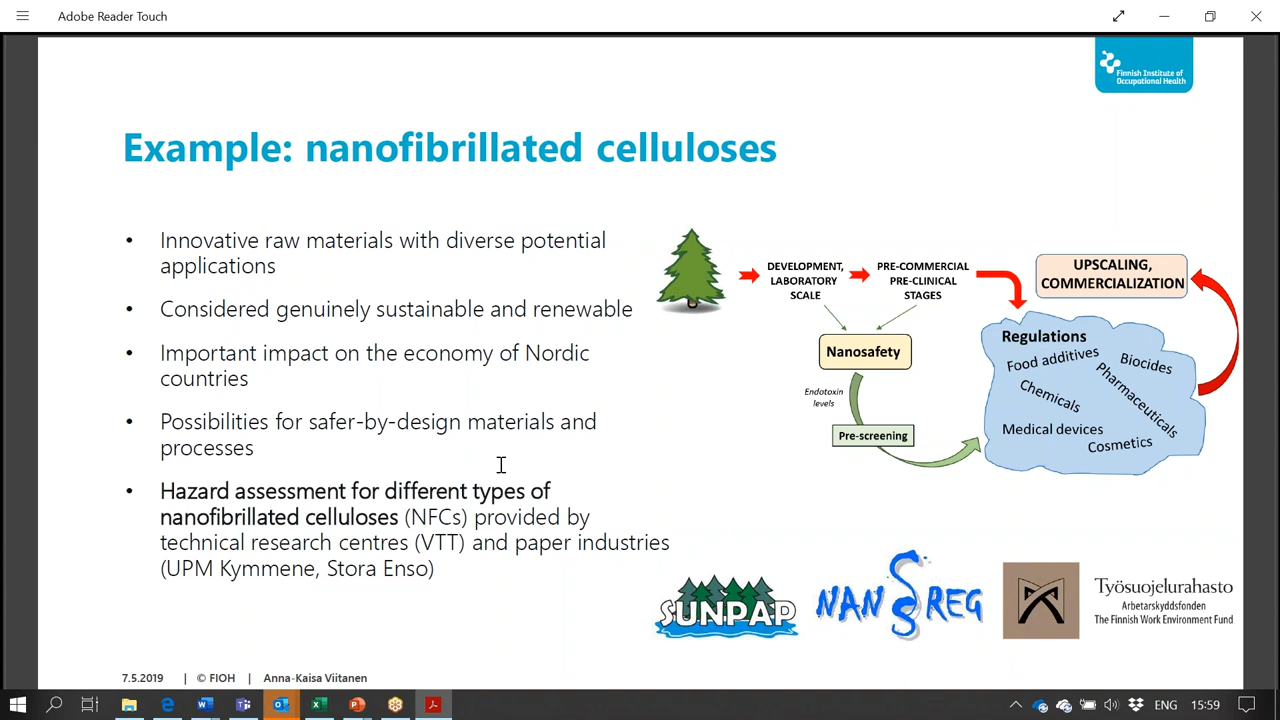 Adobe Reader Touch
Finnish Institute of
Occupational Health
Example: nanofibrillated celluloses
• Innovative raw materials with diverse potential
applications
• Considered genuinely sustainable and renewable
• Important impact on the economy of Nordic
countries
• Possibilities for safer-by-design materials and
processes
• Hazard assessment for different types of
nanofibrillated celluloses (NFCs) provided by
technical research centres (VTT) and paper industries
(UPM Kymmene, Stora Enso)
DEVELOPMENT,
LABORATORY
SCALE
PRE-COMMERCIAL
PRE-CLINICAL
STAGES
UPSCALING,
COMMERCIALIZATION
Nanosafety
Endotoxin
levels
Pre-screening
Regulations
Food additives
Biocides
Chemicals
Pharmaceuticals
Medical devices
Cosmetics
SUNPAP
NAN REG
Työsuojelurahasto
Arbetarskyddsfonden
The Finnish Work Environment Fund
7.5.2019 | © FIOH | Anna-Kaisa Viitanen
ENG 15:59